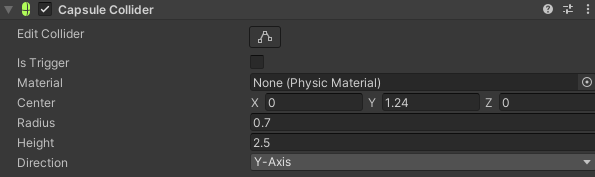 Capsule Collider
Edit Collider
Is Trigger
Material None (Physic Material)
Center X 0 Y 1.24 Z 0
Radius 0.7
Height 2.5
Direction Y-Axis